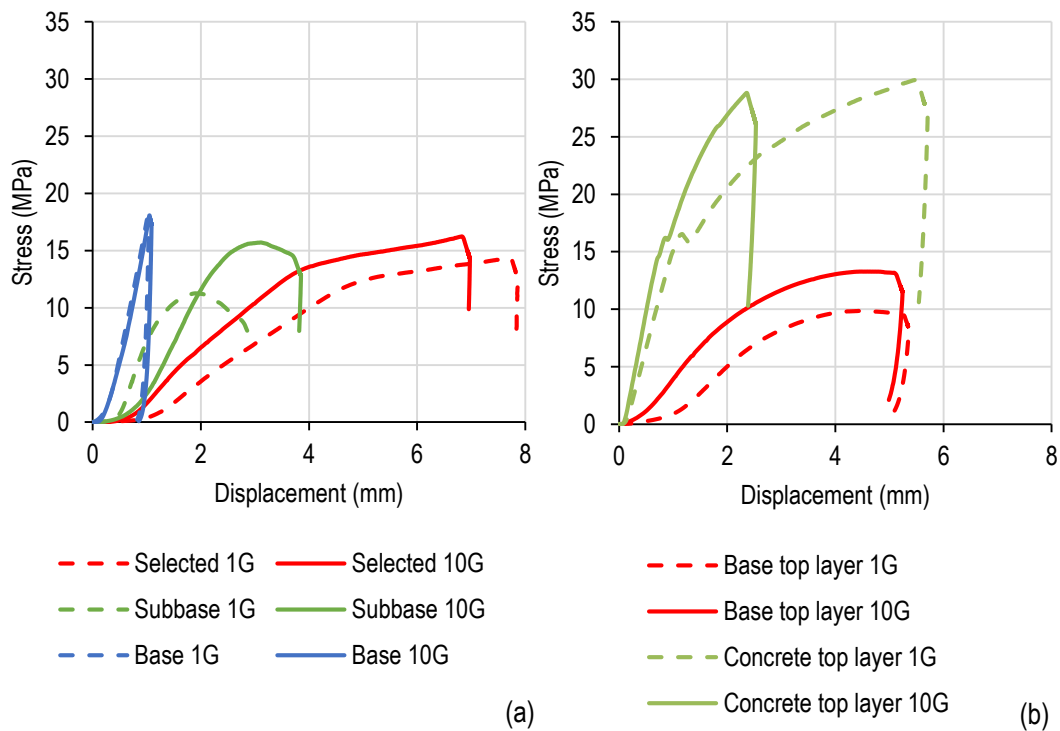 35
30
25
20
15
10
5
0
Stress (MPa)
0 2 4 6 8
Displacement (mm)
Selected 1G Selected 10G
Subbase 1G Subbase 10G
Base 1G Base 10G
(a)
35
30
25
20
15
10
5
0
Stress (MPa)
0 2 4 6 8
Displacement (mm)
Base top layer 1G
Base top layer 10G
Concrete top layer 1G
Concrete top layer 10G
(b)